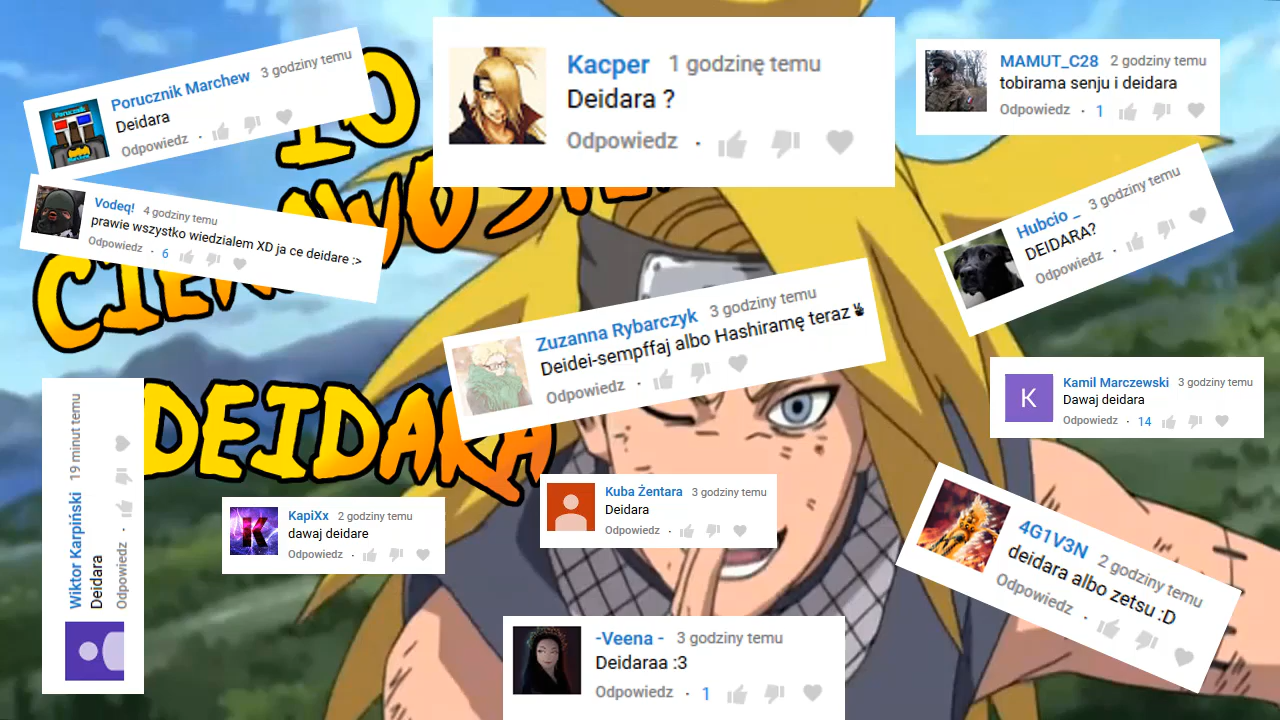 Porucznik Marchew 3 godziny temu
Deidara
Odpowiedz ·
Kacper 1 godzinę temu
Deidara ?
Odpowiedz ·
MAMUT_C28 2 godziny temu
tobirama senju i deidara
Odpowiedz · 1
10
Vodeq! 4 godziny temu
prawie wszystko wiedzialem XD ja ce deidare :>
Odpowiedz · 6
Hubcio _ 3 godziny temu
DEIDARA?
Odpowiedz ·
Zuzanna Rybarczyk 3 godziny temu
Deidei-sempffaj albo Hashiramę teraz
Odpowiedz ·
Kamil Marczewski 3 godziny temu
Dawaj deidara
Odpowiedz · 14
DEIDARA
Wiktor Karpiński 19 minut temu
Deidara
Odpowiedz ·
KapiXx 2 godziny temu
dawaj deidare
Odpowiedz ·
Kuba Żentara 3 godziny temu
Deidara
Odpowiedz ·
4G1V3N 2 godziny temu
deidara albo zetsu :D
Odpowiedz ·
-Veena - 3 godziny temu
Deidaraa :3
Odpowiedz · 1